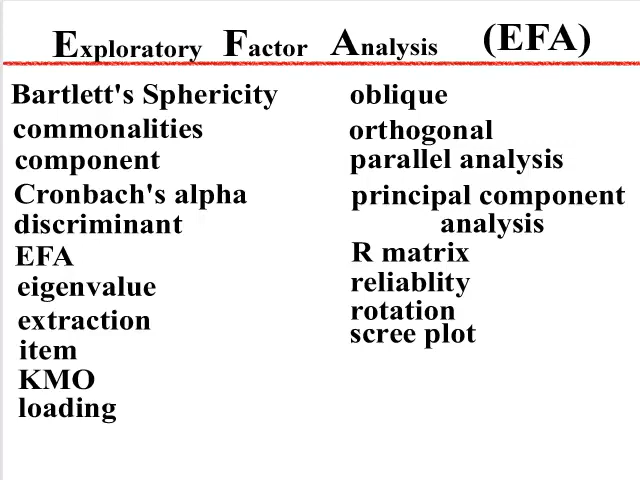 Exploratory Factor Analysis (EFA)
Bartlett's Sphericity
commonalities
component
Cronbach's alpha
discriminant
EFA
eigenvalue
extraction
item
KMO
loading
oblique
orthogonal
parallel analysis
principal component
analysis
R matrix
reliablity
rotation
scree plot